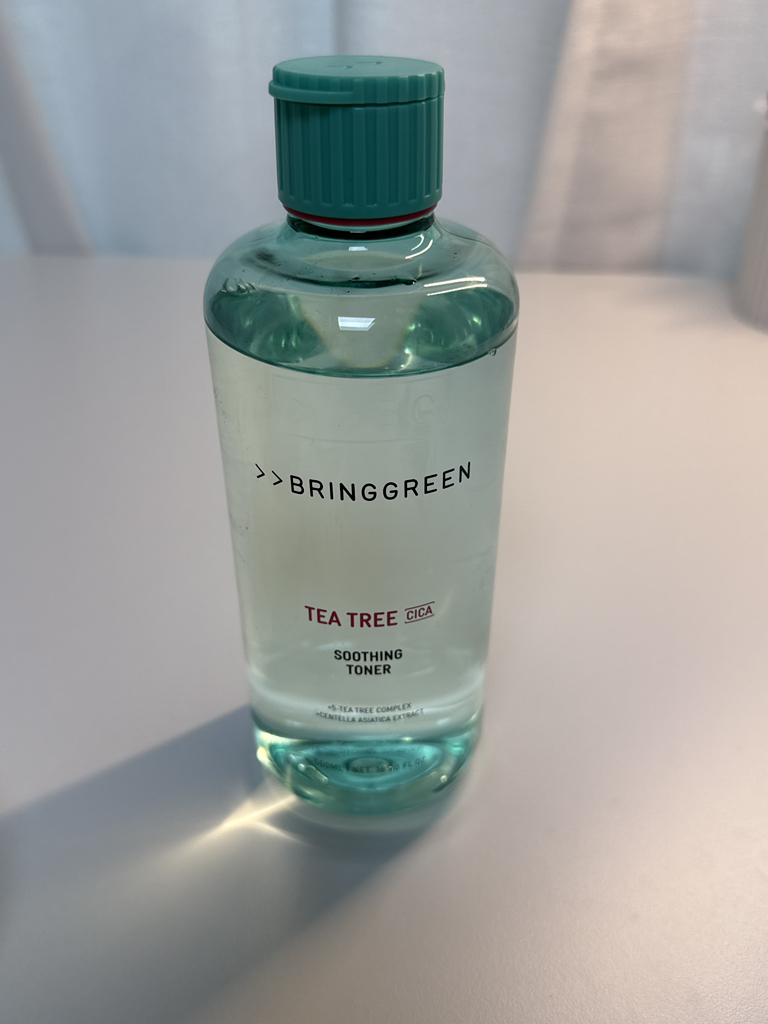 >>BRINGGREEN
TEA TREE CICA
SOOTHING
TONER
+5-TEA TREE COMPLEX
+CENTELLA ASIATICA EXTRACT